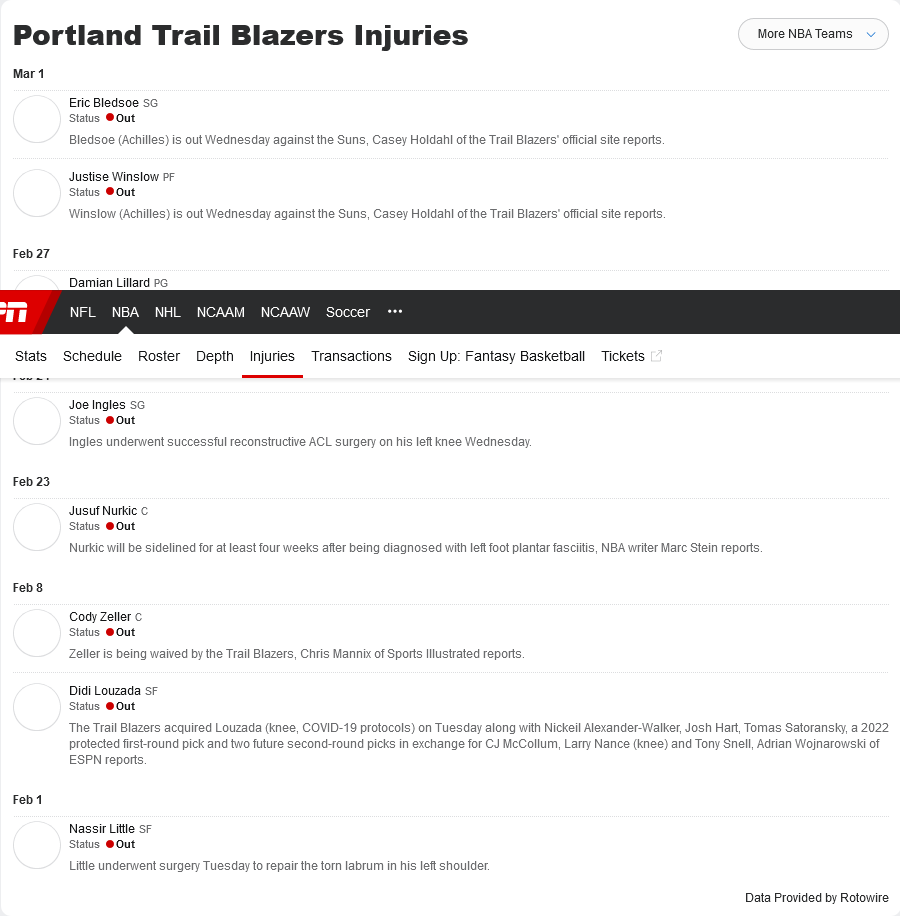 Portland Trail Blazers Injuries
More NBA Teams
Mar 1
Eric Bledsoe SG
Status Out
Bledsoe (Achilles) is out Wednesday against the Suns, Casey Holdahl of the Trail Blazers' official site reports.
Justise Winslow PF
Status Out
Winslow (Achilles) is out Wednesday against the Suns, Casey Holdahl of the Trail Blazers' official site reports.
Feb 27
Damian Lillard PG
NFL NBA NHL NCAAM NCAAW Soccer •••
Stats Schedule Roster Depth Injuries Transactions Sign Up: Fantasy Basketball Tickets
Joe Ingles SG
Status Out
Ingles underwent successful reconstructive ACL surgery on his left knee Wednesday.
Feb 23
Jusuf Nurkic C
Status Out
Nurkic will be sidelined for at least four weeks after being diagnosed with left foot plantar fasciitis, NBA writer Marc Stein reports.
Feb 8
Cody Zeller C
Status Out
Zeller is being waived by the Trail Blazers, Chris Mannix of Sports Illustrated reports.
Didi Louzada SF
Status Out
The Trail Blazers acquired Louzada (knee, COVID-19 protocols) on Tuesday along with Nickeil Alexander-Walker, Josh Hart, Tomas Satoransky, a 2022
protected first-round pick and two future second-round picks in exchange for CJ McCollum, Larry Nance (knee) and Tony Snell, Adrian Wojnarowski of
ESPN reports.
Feb 1
Nassir Little SF
Status Out
Little underwent surgery Tuesday to repair the torn labrum in his left shoulder.
Data Provided by Rotowire